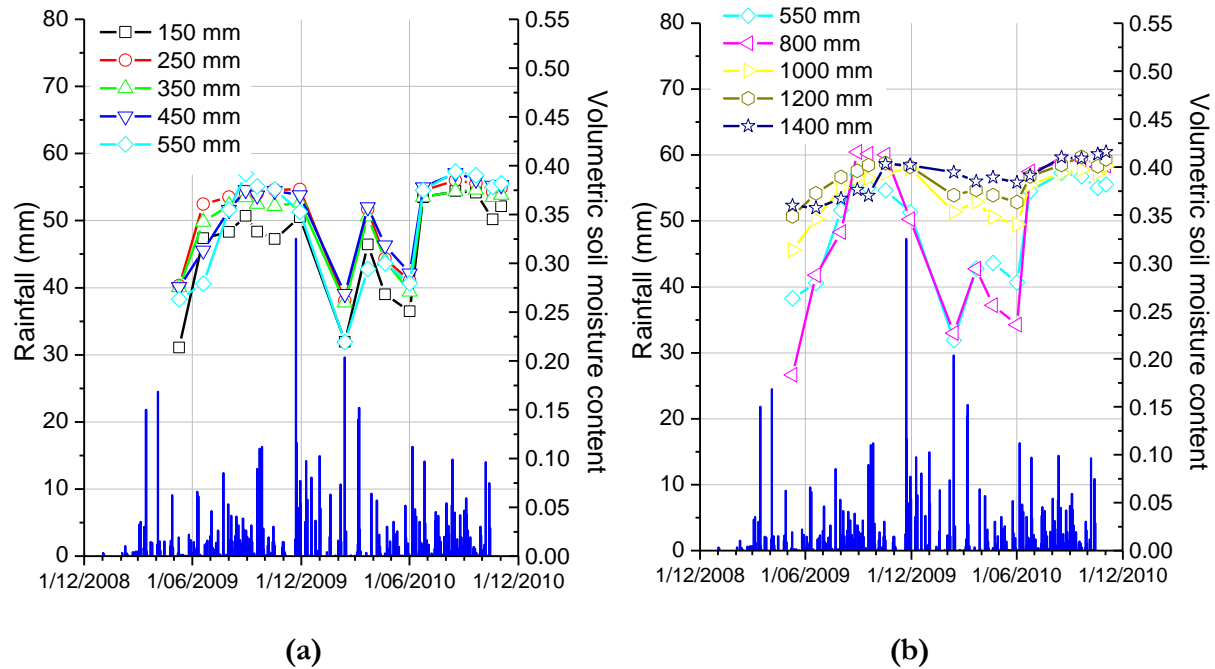 80
70
60
50
40
30
20
10
0
Rainfall (mm)
150 mm
250 mm
350 mm
450 mm
550 mm
0.55
0.50
0.45
0.40
0.35
0.30
0.25
0.20
0.15
0.10
0.05
0.00
Volumetric soil moisture content
1/12/2008 1/06/2009 1/12/2009 1/06/2010 1/12/2010
(a)
80
70
60
50
40
30
20
10
0
Rainfall (mm)
550 mm
800 mm
1000 mm
1200 mm
1400 mm
0.55
0.50
0.45
0.40
0.35
0.30
0.25
0.20
0.15
0.10
0.05
0.00
Volumetric soil moisture content
1/12/2008 1/06/2009 1/12/2009 1/06/2010 1/12/2010
(b)